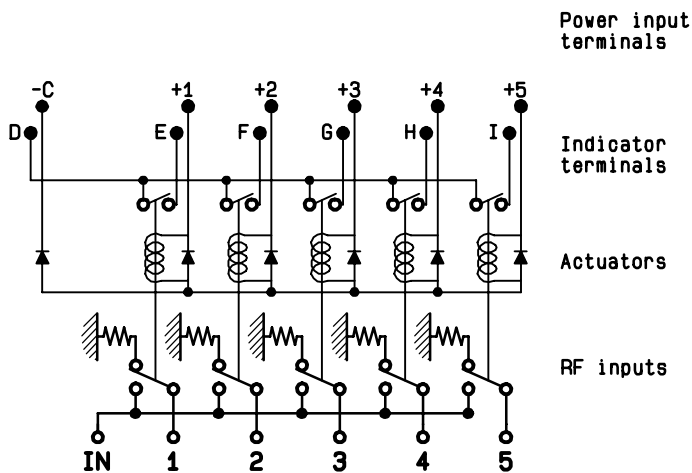 Power input
terminals
-C +1 +2 +3 +4 +5
D E F G H I
Indicator
terminals
Actuators
RF inputs
IN 1 2 3 4 5